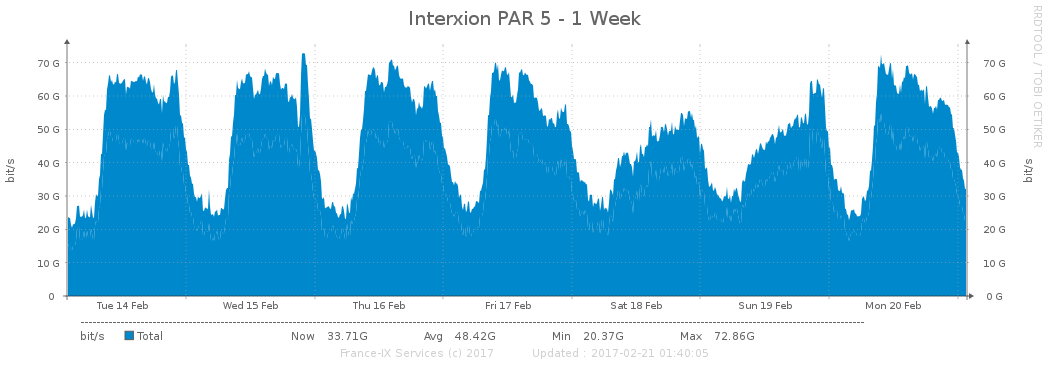 Interxion PAR 5 - 1 Week
RRDTOOL / TOBI OETIKER
bit/s
70 G 70 G
60 G 60 G
50 G 50 G
40 G 40 G
30 G 30 G
20 G 20 G
10 G 10 G
0 0 G
bit/s
Tue 14 Feb Wed 15 Feb Thu 16 Feb Fri 17 Feb Sat 18 Feb Sun 19 Feb Mon 20 Feb
bit/s Total Now 33.71G Avg 48.42G Min 20.37G Max 72.86G
France-IX Services (c) 2017 Updated : 2017-02-21 01:40:05